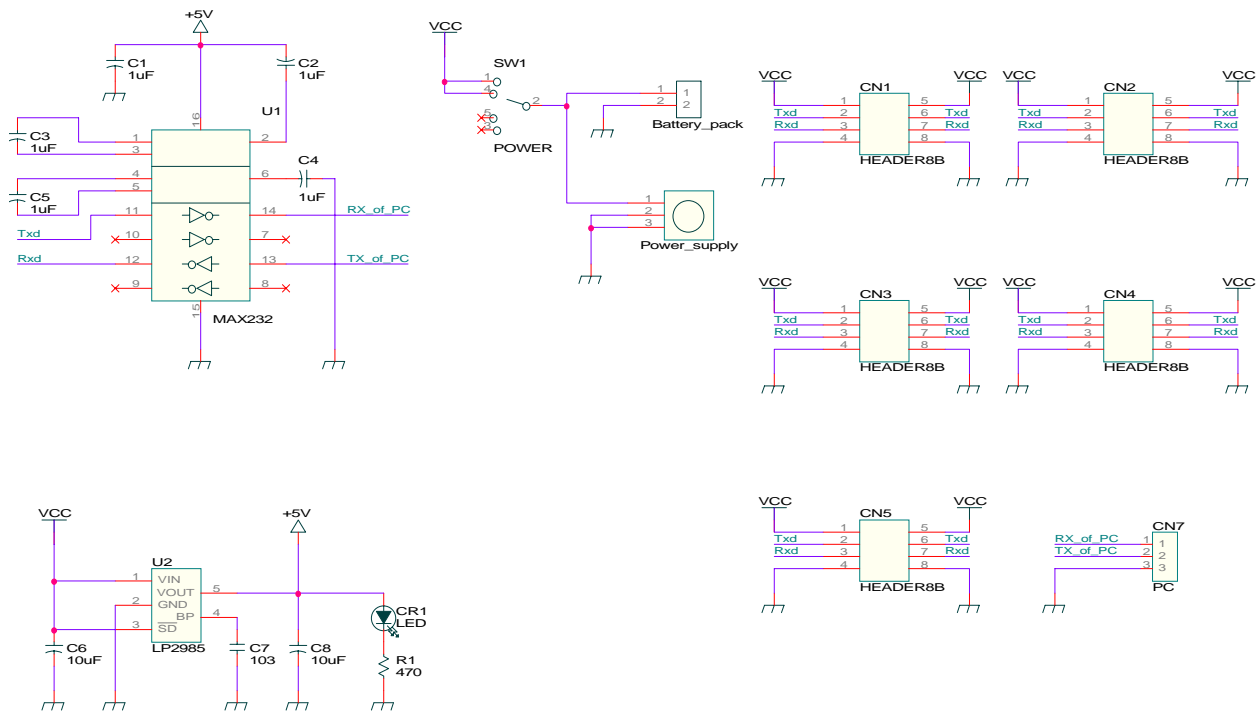 +5V
C1
1uF
C2
1uF
U1
16
C3
1uF
1
3
2
C4
1uF
4
5
6
C5
1uF
11
14
RX_of_PC
Txd
10
7
Rxd
12
13
TX_of_PC
9
8
15
MAX232
VCC
SW1
1
4
2
5
3
POWER
1
2
1
2
Battery_pack
1
2
3
Power_supply
VCC
VCC
CN1
1
5
Txd
2
6
Txd
Rxd
3
7
Rxd
4
8
HEADER8B
VCC
VCC
CN2
1
5
Txd
2
6
Txd
Rxd
3
7
Rxd
4
8
HEADER8B
VCC
VCC
CN3
1
5
Txd
2
6
Txd
Rxd
3
7
Rxd
4
8
HEADER8B
VCC
VCC
CN4
1
5
Txd
2
6
Txd
Rxd
3
7
Rxd
4
8
HEADER8B
VCC
+5V
U2
1
VIN
VOUT
5
2
GND
BP
4
3
SD
LP2985
C6
10uF
C7
103
C8
10uF
CR1
LED
R1
470
VCC
VCC
CN5
1
5
Txd
2
6
Txd
Rxd
3
7
Rxd
4
8
HEADER8B
CN7
RX_of_PC
1
1
TX_of_PC
2
2
3
3
PC